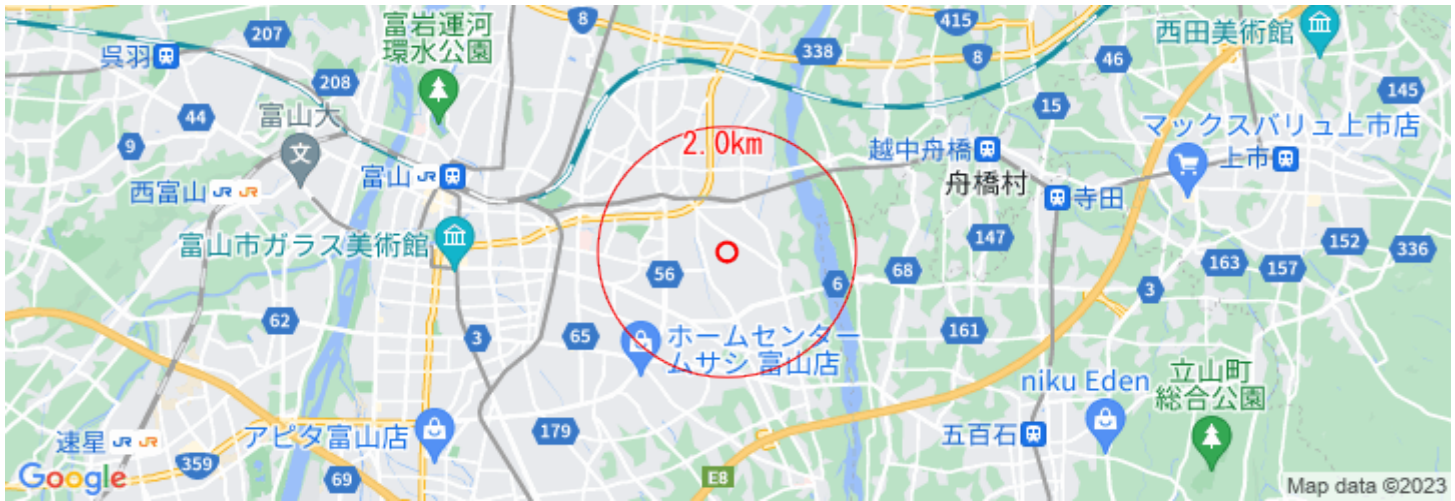 207
8
415
338
8
46
西田美術館
富岩運河
環水公園
呉羽
208
15
145
44
富山大
9
2.0km
越中舟橋
マックスバリュ上市店
上市
富山 JR
舟橋村
寺田
西富山 JR JR
富山市ガラス美術館
147
152
336
56
68
163
157
6
3
62
3
65
ホームセンター
ムサシ 富山店
161
niku Eden
立山町
総合公園
179
アピタ富山店
五百石
速星 JR JR
359
69
E8
Google
Map data ©2023